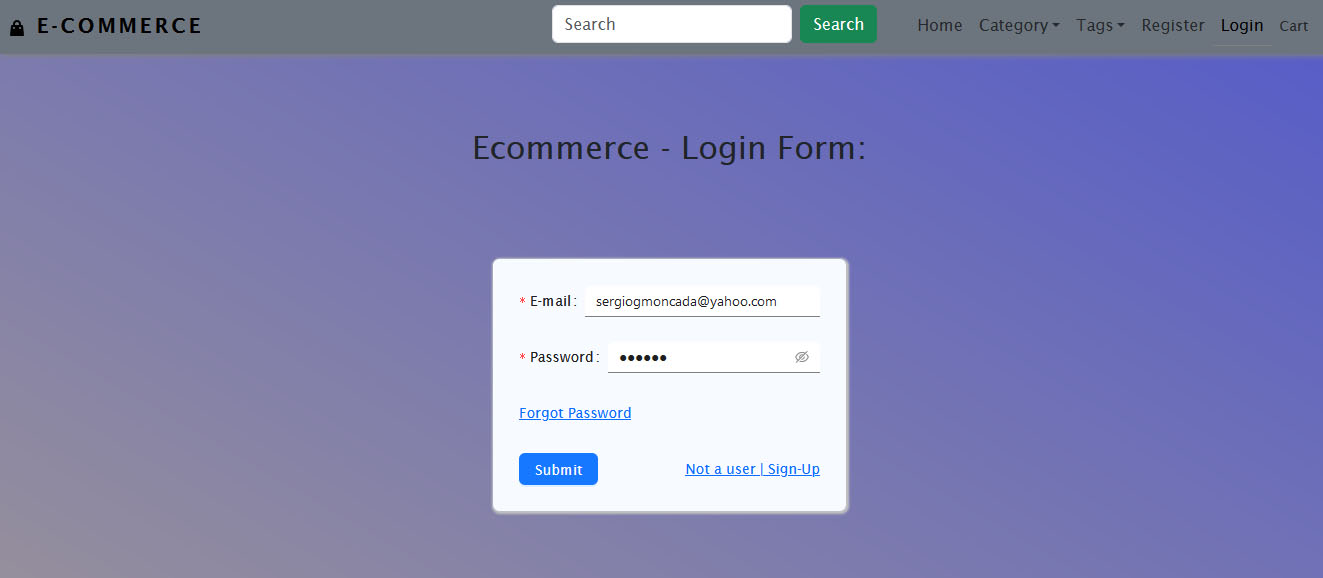 E-COMMERCE Search Search Home Category Tags Register Login Cart
Ecommerce - Login Form:
* E-mail : sergiogmoncada@yahoo.com
* Password : ●●●●●●
Forgot Password
Submit Not a user | Sign-Up